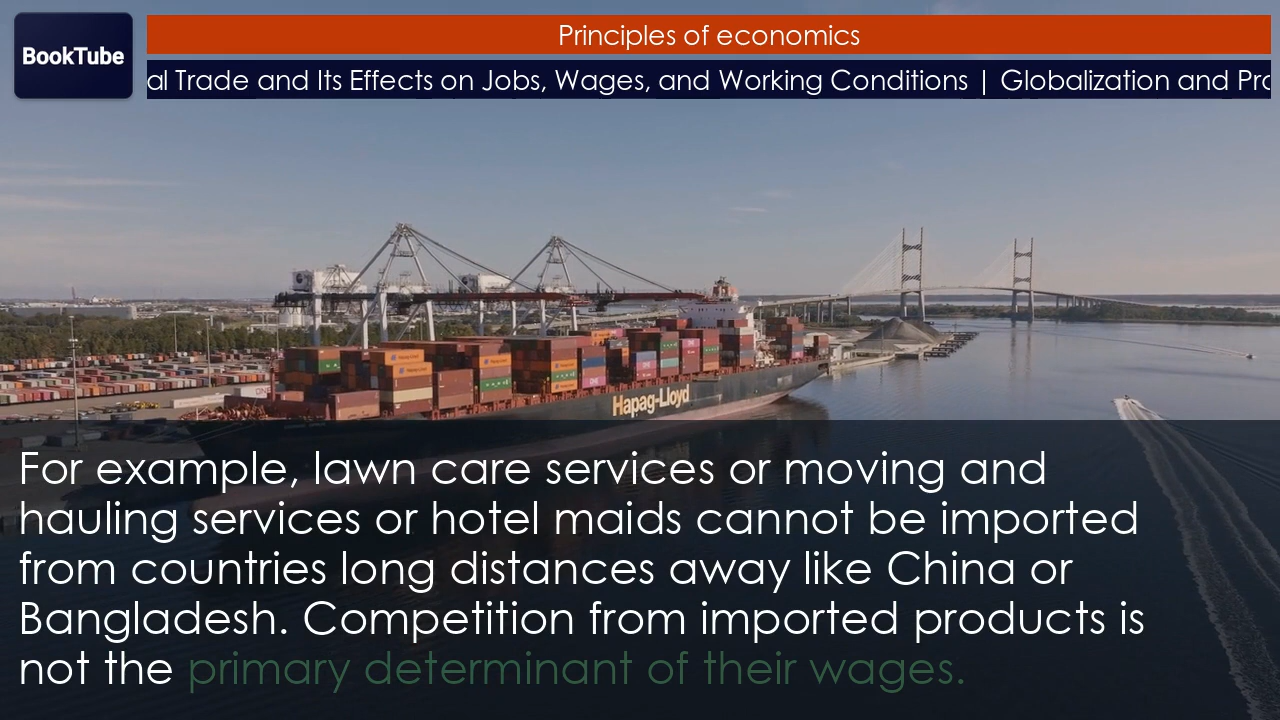 BookTube
Principles of economics
al Trade and Its Effects on Jobs, Wages, and Working Conditions | Globalization and Pro
Hapag-Lloyd
For example, lawn care services or moving and
hauling services or hotel maids cannot be imported
from countries long distances away like China or
Bangladesh. Competition from imported products is
not the primary determinant of their wages.